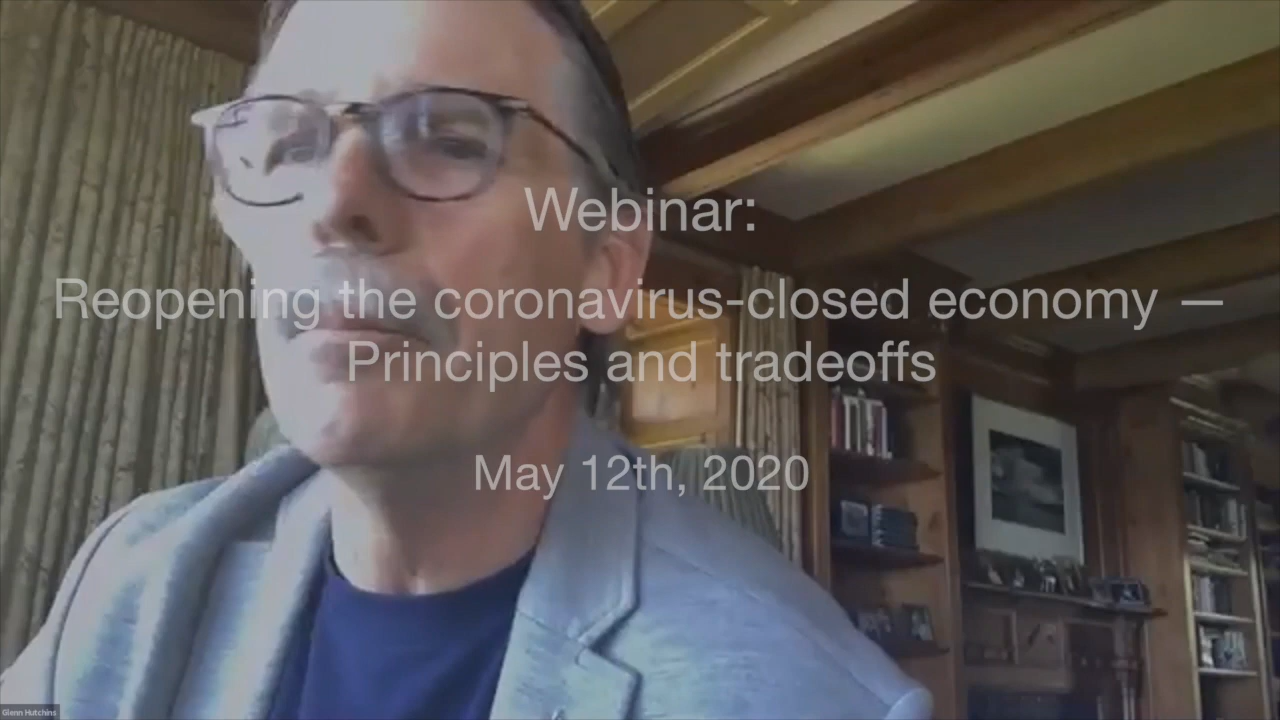 Webinar:
Reopening the coronavirus-closed economy —
Principles and tradeoffs
May 12th, 2020
Glenn Hutchins